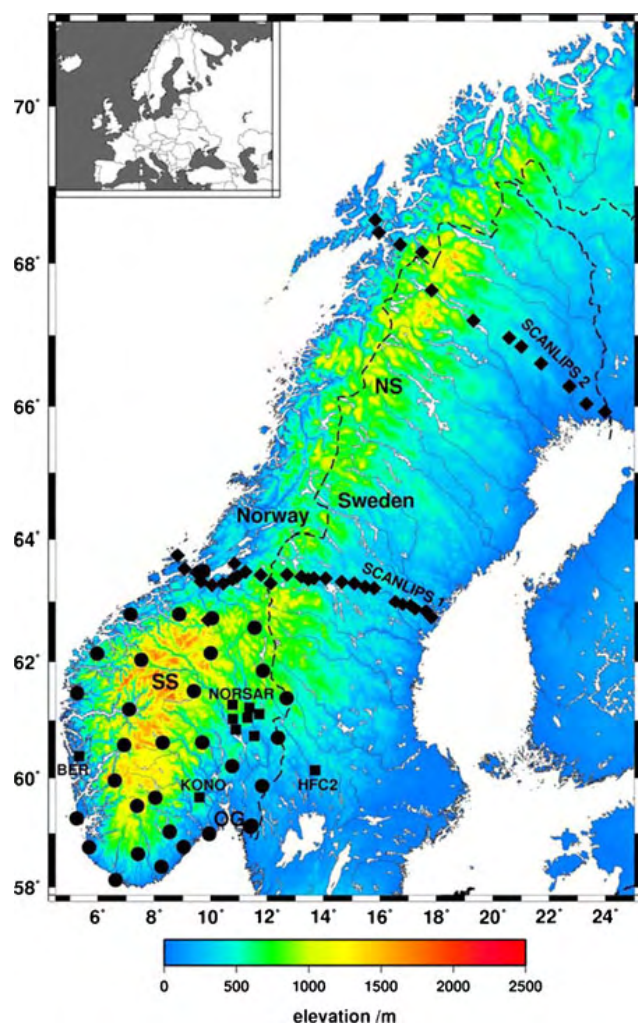 70°
68°
66°
64°
62°
60°
58°
SCANLIPS 2
NS
Norway
Sweden
SCANLIPS 1
SS
NORSAR
BER
KONO
HFC2
OG
6° 8° 10° 12° 14° 16° 18° 20° 22° 24°
0 500 1000 1500 2000 2500
elevation /m